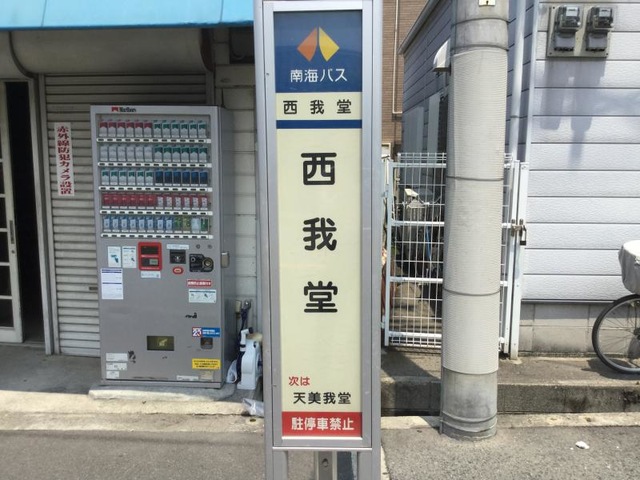 南海バス
西我堂
西我堂
次は
天美我堂
駐停車禁止
赤外線防犯カメラ設置
Marlboro